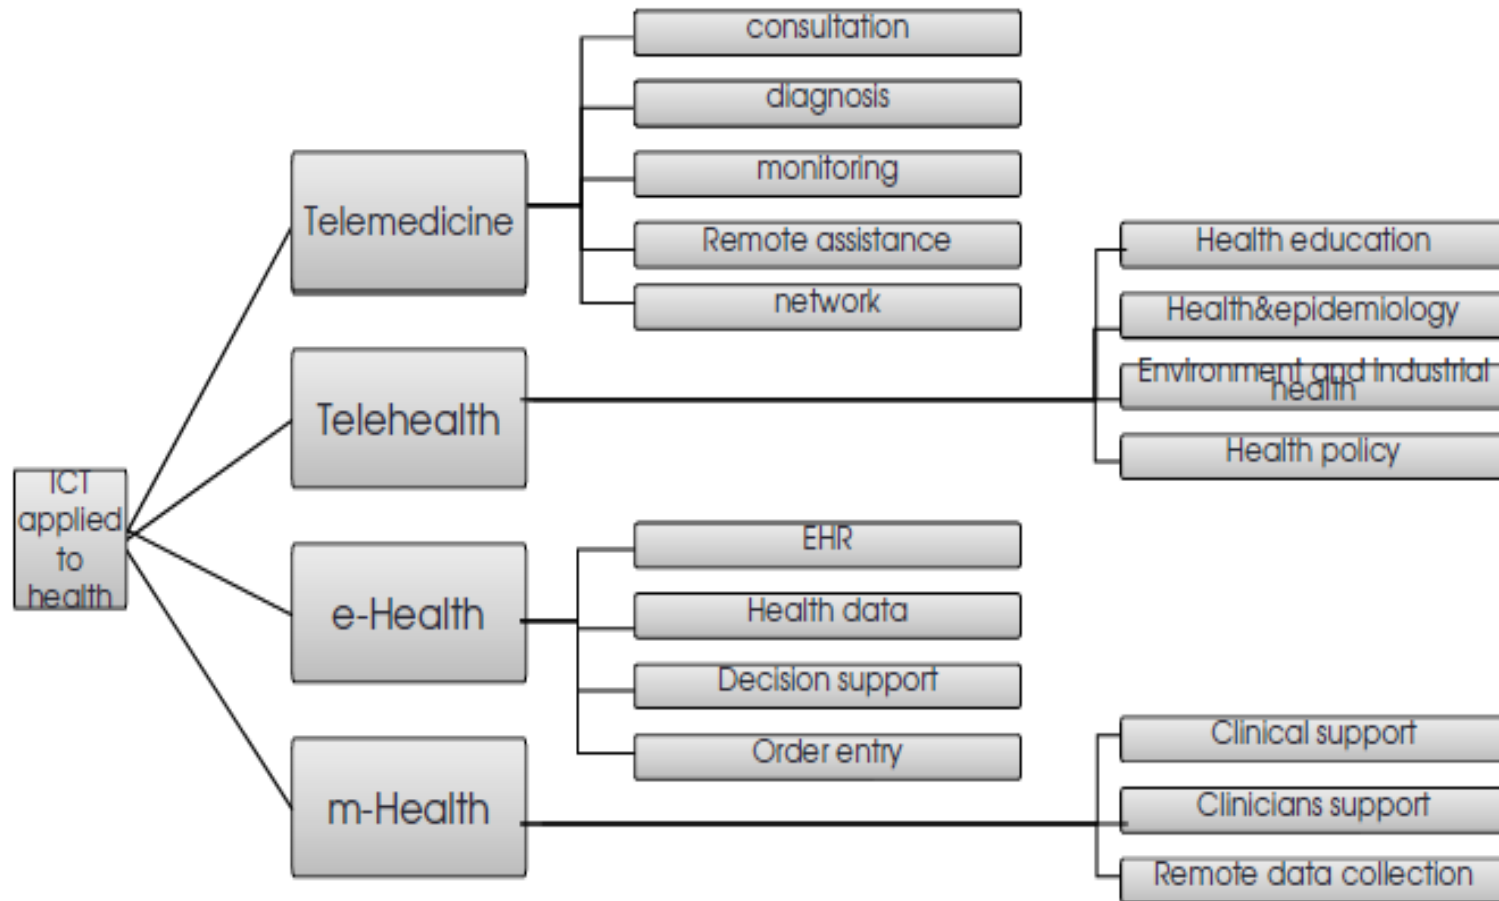 ICT
applied
to
health
Telemedicine
consultation
diagnosis
monitoring
Remote assistance
network
Telehealth
Health education
Health&epidemiology
Environment and industrial
health
Health policy
e-Health
EHR
Health data
Decision support
Order entry
m-Health
Clinical support
Clinicians support
Remote data collection